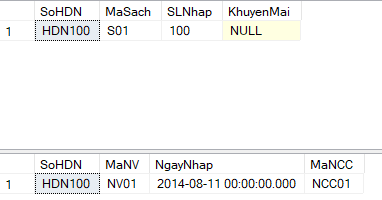 SoHDN MaSach SLNhap KhuyenMai
1 HDN100 S01 100 NULL
SoHDN MaNV NgayNhap MaNCC
1 HDN100 NV01 2014-08-11 00:00:00.000 NCC01